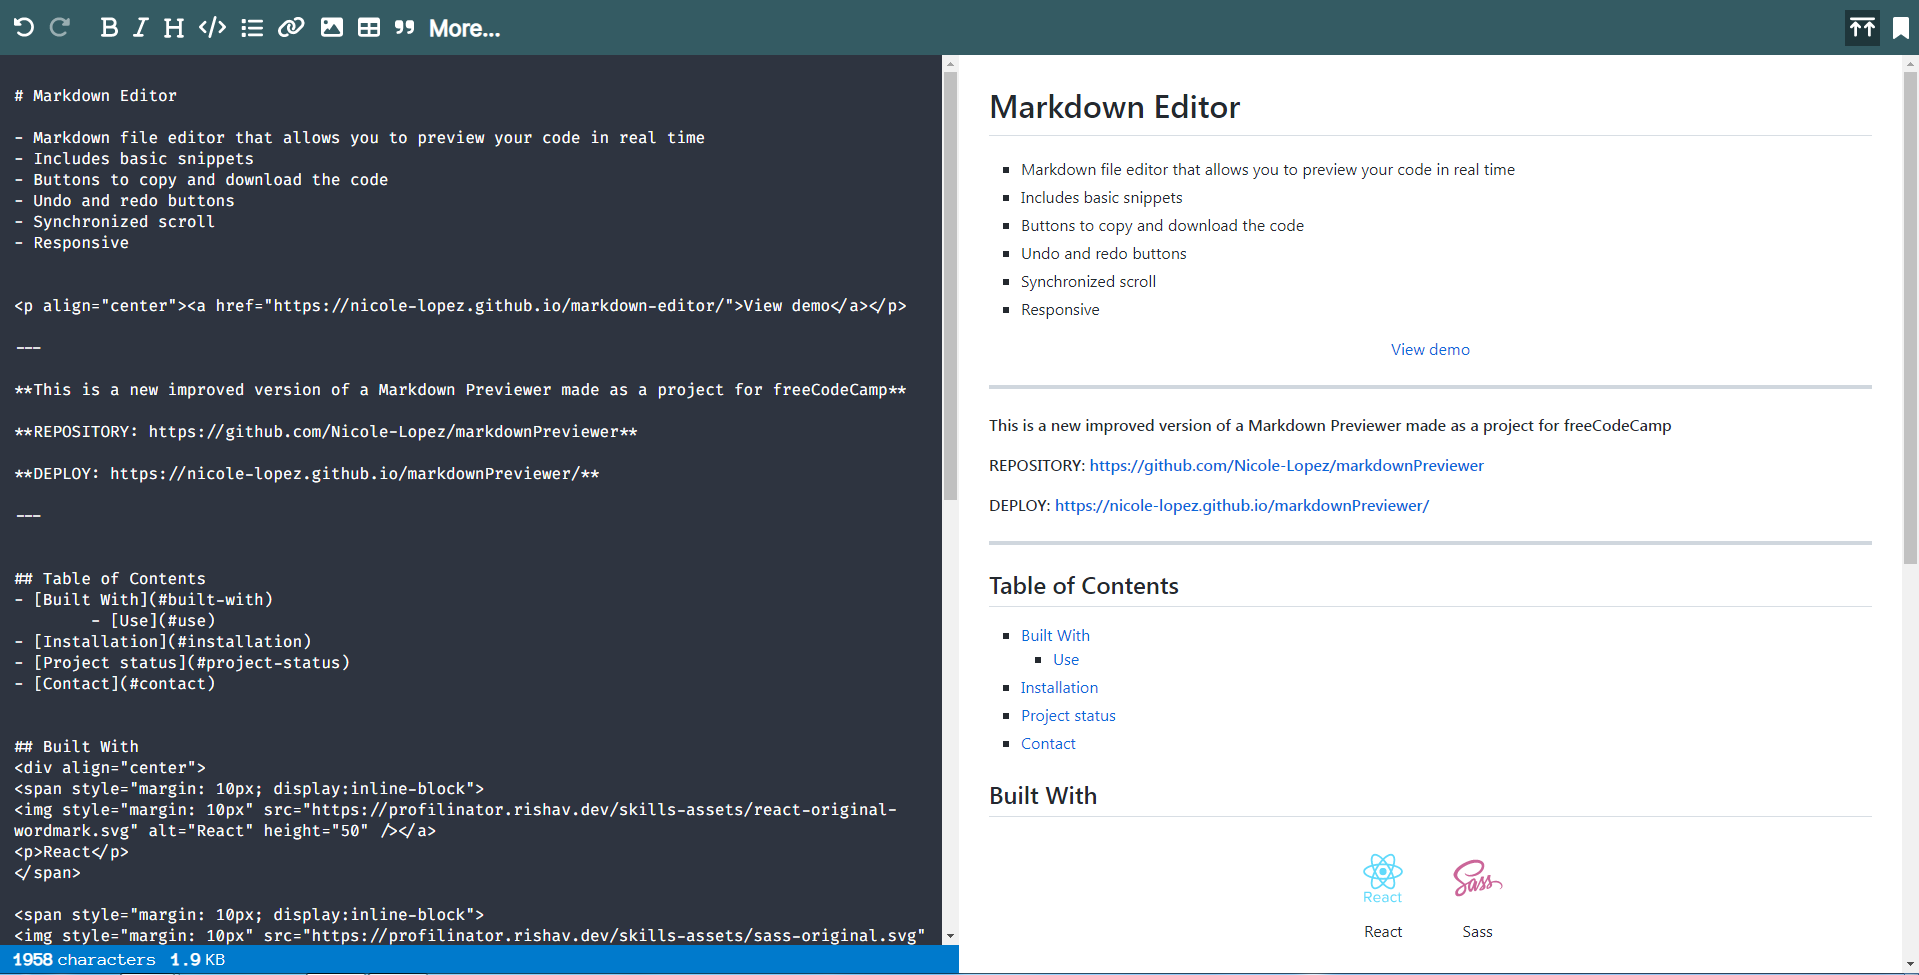 B I H </> More...
# Markdown Editor
- Markdown file editor that allows you to preview your code in real time
- Includes basic snippets
- Buttons to copy and download the code
- Undo and redo buttons
- Synchronized scroll
- Responsive
<p align="center"><a href="https://nicole-lopez.github.io/markdown-editor/">View demo</a></p>
---
**This is a new improved version of a Markdown Previewer made as a project for freeCodeCamp**
**REPOSITORY: https://github.com/Nicole-Lopez/markdownPreviewer**
**DEPLOY: https://nicole-lopez.github.io/markdownPreviewer/**
---
## Table of Contents
- [Built With](#built-with)
- [Use](#use)
- [Installation](#installation)
- [Project status](#project-status)
- [Contact](#contact)
## Built With
<div align="center">
<span style="margin: 10px; display:inline-block">
<img style="margin: 10px" src="https://profilinator.rishav.dev/skills-assets/react-original-
wordmark.svg" alt="React" height="50" /></a>
<p>React</p>
</span>
<span style="margin: 10px; display:inline-block">
<img style="margin: 10px" src="https://profilinator.rishav.dev/skills-assets/sass-original.svg"
1958 characters 1.9 KB
Markdown Editor
Markdown file editor that allows you to preview your code in real time
Includes basic snippets
Buttons to copy and download the code
Undo and redo buttons
Synchronized scroll
Responsive
View demo
This is a new improved version of a Markdown Previewer made as a project for freeCodeCamp
REPOSITORY: https://github.com/Nicole-Lopez/markdownPreviewer
DEPLOY: https://nicole-lopez.github.io/markdownPreviewer/
Table of Contents
Built With
Use
Installation
Project status
Contact
Built With
React Sass
React Sass